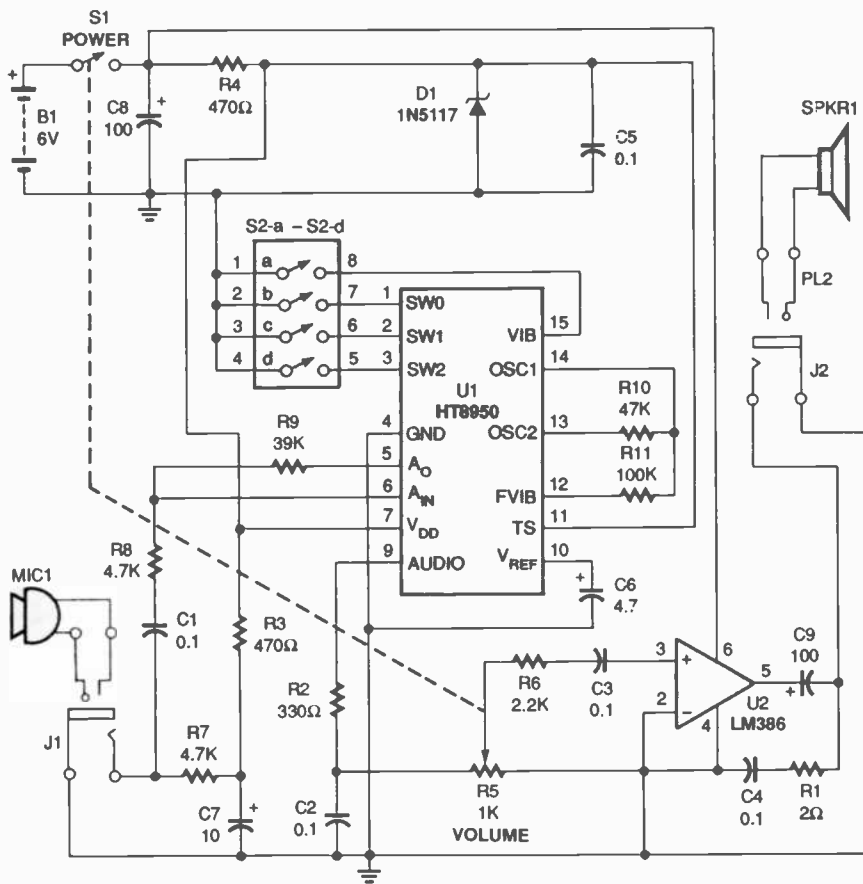 S1
POWER
+
B1
6V
C8
100
+
R4
470Ω
D1
1N5117
C5
0.1
SPKR1
PL2
J2
S2-a – S2-d
1 a 8
2 b 7
3 c 6
4 d 5
1 SW0
2 SW1
3 SW2
4 GND
5 AO
6 AIN
7 VDD
9 AUDIO
U1
HT8950
VIB 15
OSC1 14
OSC2 13
FVIB 12
TS 11
VREF 10
R10
47K
R11
100K
+
C6
4.7
R9
39K
R8
4.7K
MIC1
C1
0.1
R3
470Ω
R2
330Ω
J1
R7
4.7K
C7
10
+
C2
0.1
R6
2.2K
C3
0.1
R5
1K
VOLUME
3 +
2 −
6
5
4
U2
LM386
C9
100
+
C4
0.1
R1
2Ω